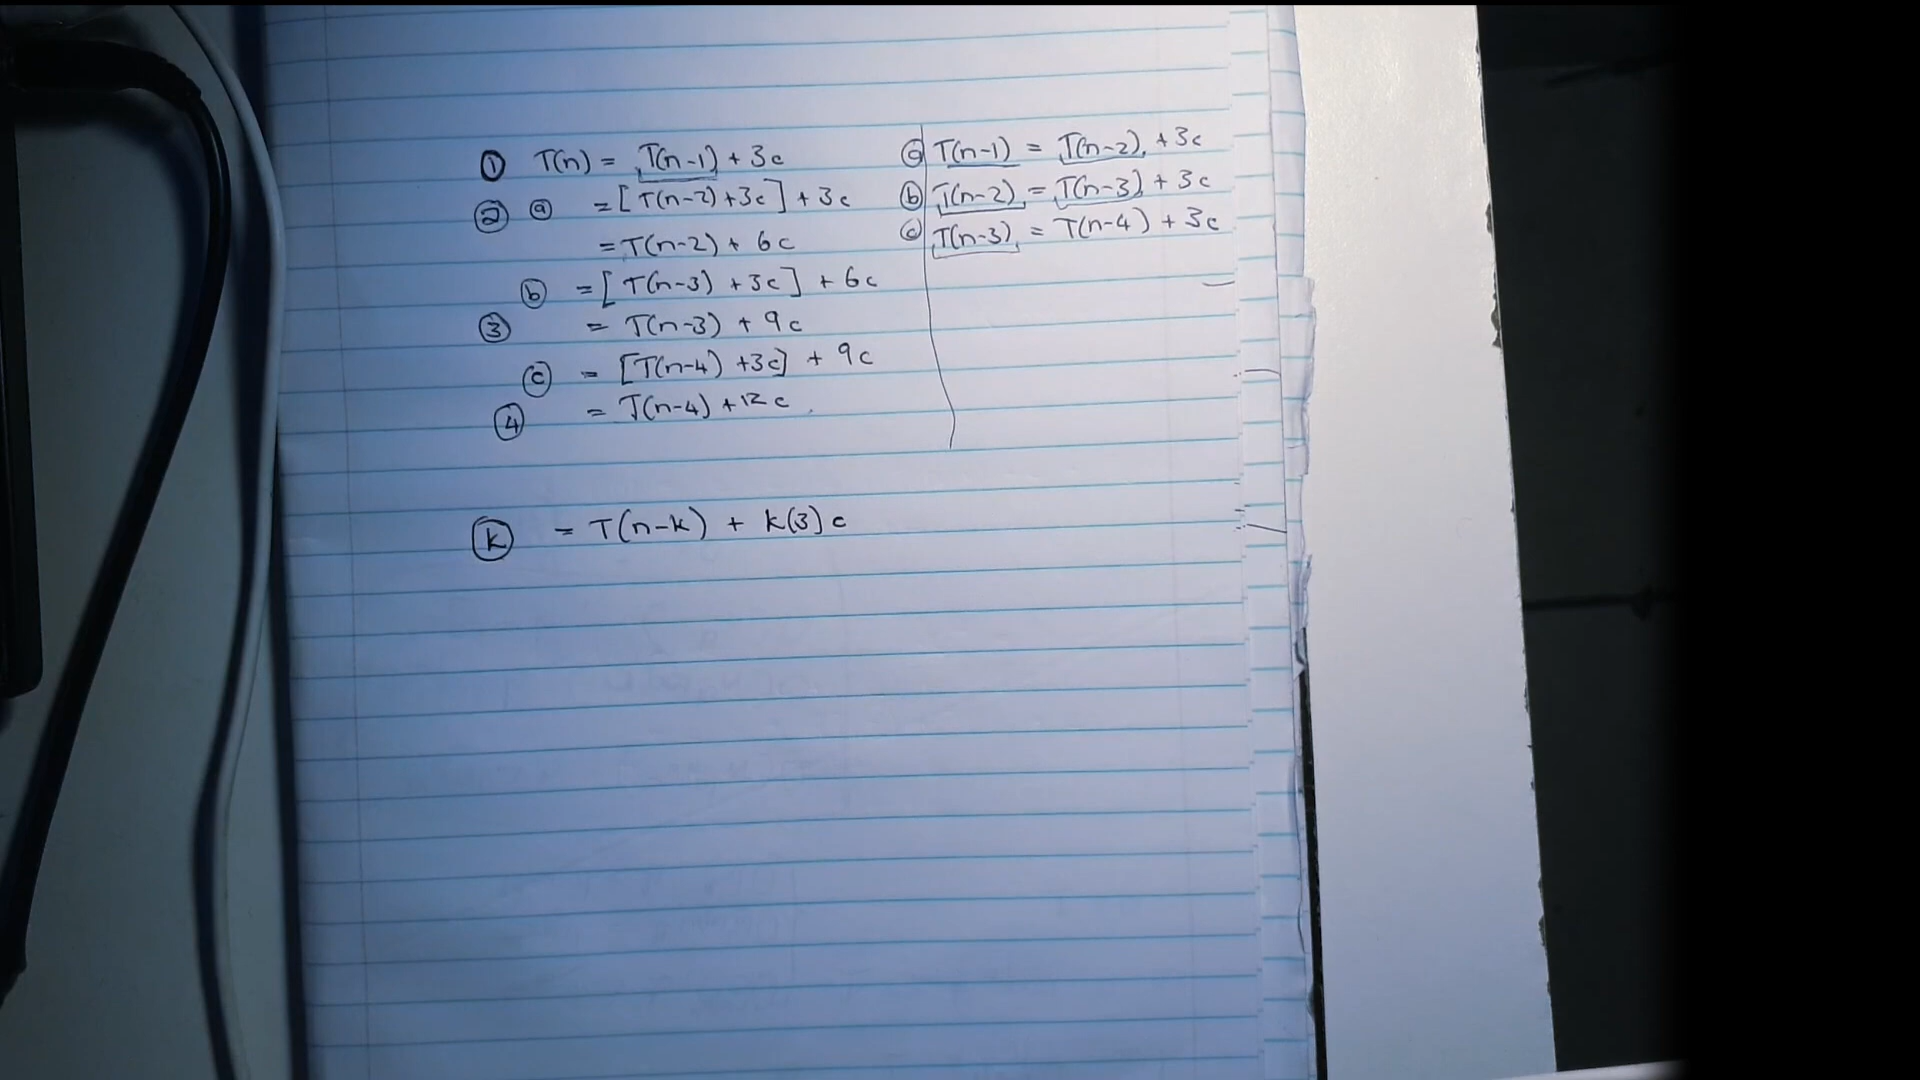 ① T(n) = T(n-1) + 3c
② ⓐ = [T(n-2)+3c] + 3c
= T(n-2) + 6c
ⓑ = [T(n-3) + 3c] + 6c
③ = T(n-3) + 9c
ⓒ = [T(n-4) +3c] + 9c
④ = T(n-4) +12c
ⓚ = T(n-k) + k(3)c
ⓐ T(n-1) = T(n-2) + 3c
ⓑ T(n-2) = T(n-3) + 3c
ⓒ T(n-3) = T(n-4) + 3c